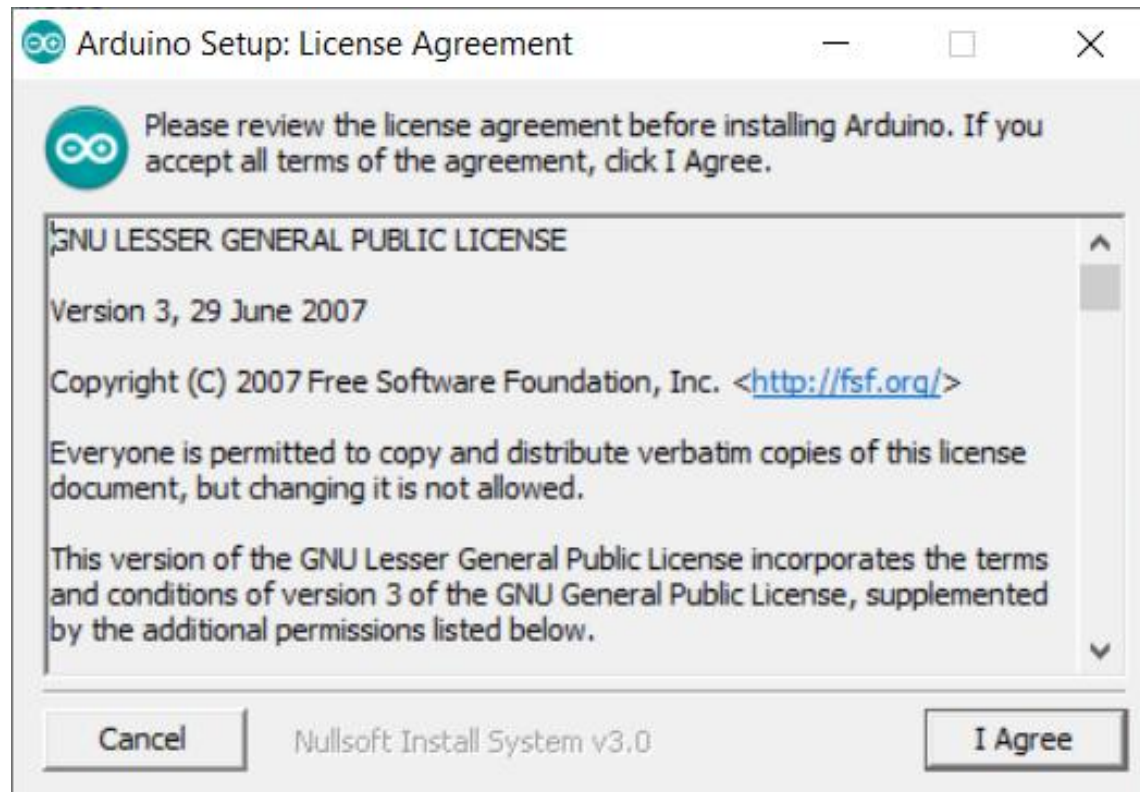 Arduino Setup: License Agreement
Please review the license agreement before installing Arduino. If you
accept all terms of the agreement, click I Agree.
GNU LESSER GENERAL PUBLIC LICENSE
Version 3, 29 June 2007
Copyright (C) 2007 Free Software Foundation, Inc. <http://fsf.org/>
Everyone is permitted to copy and distribute verbatim copies of this license
document, but changing it is not allowed.
This version of the GNU Lesser General Public License incorporates the terms
and conditions of version 3 of the GNU General Public License, supplemented
by the additional permissions listed below.
Cancel
Nullsoft Install System v3.0
I Agree